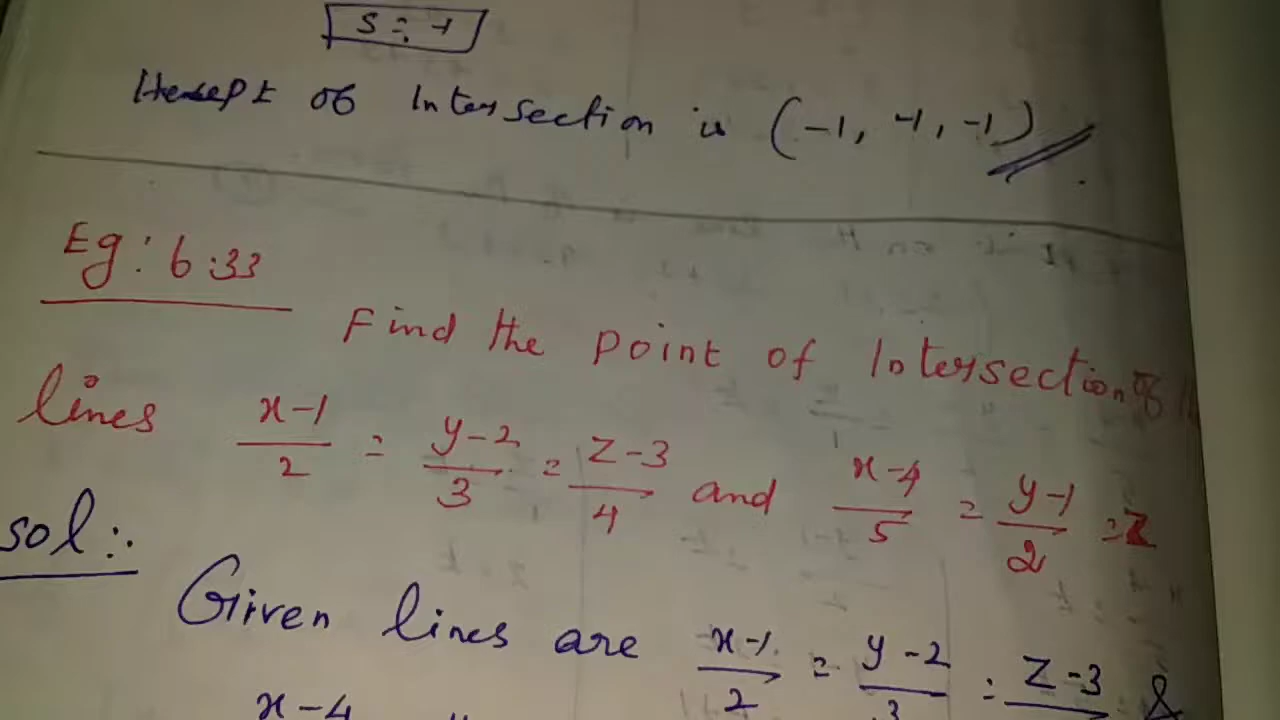 S = -1
Hence pt of Intersection is (-1, -1, -1)
Eg: 6.33
Find the point of Intersection of
lines x-1/2 = y-2/3 = z-3/4 and x-4/5 = y-1/2 = z
Sol:
Given lines are x-1/2 = y-2/3 = z-3 &
x-4